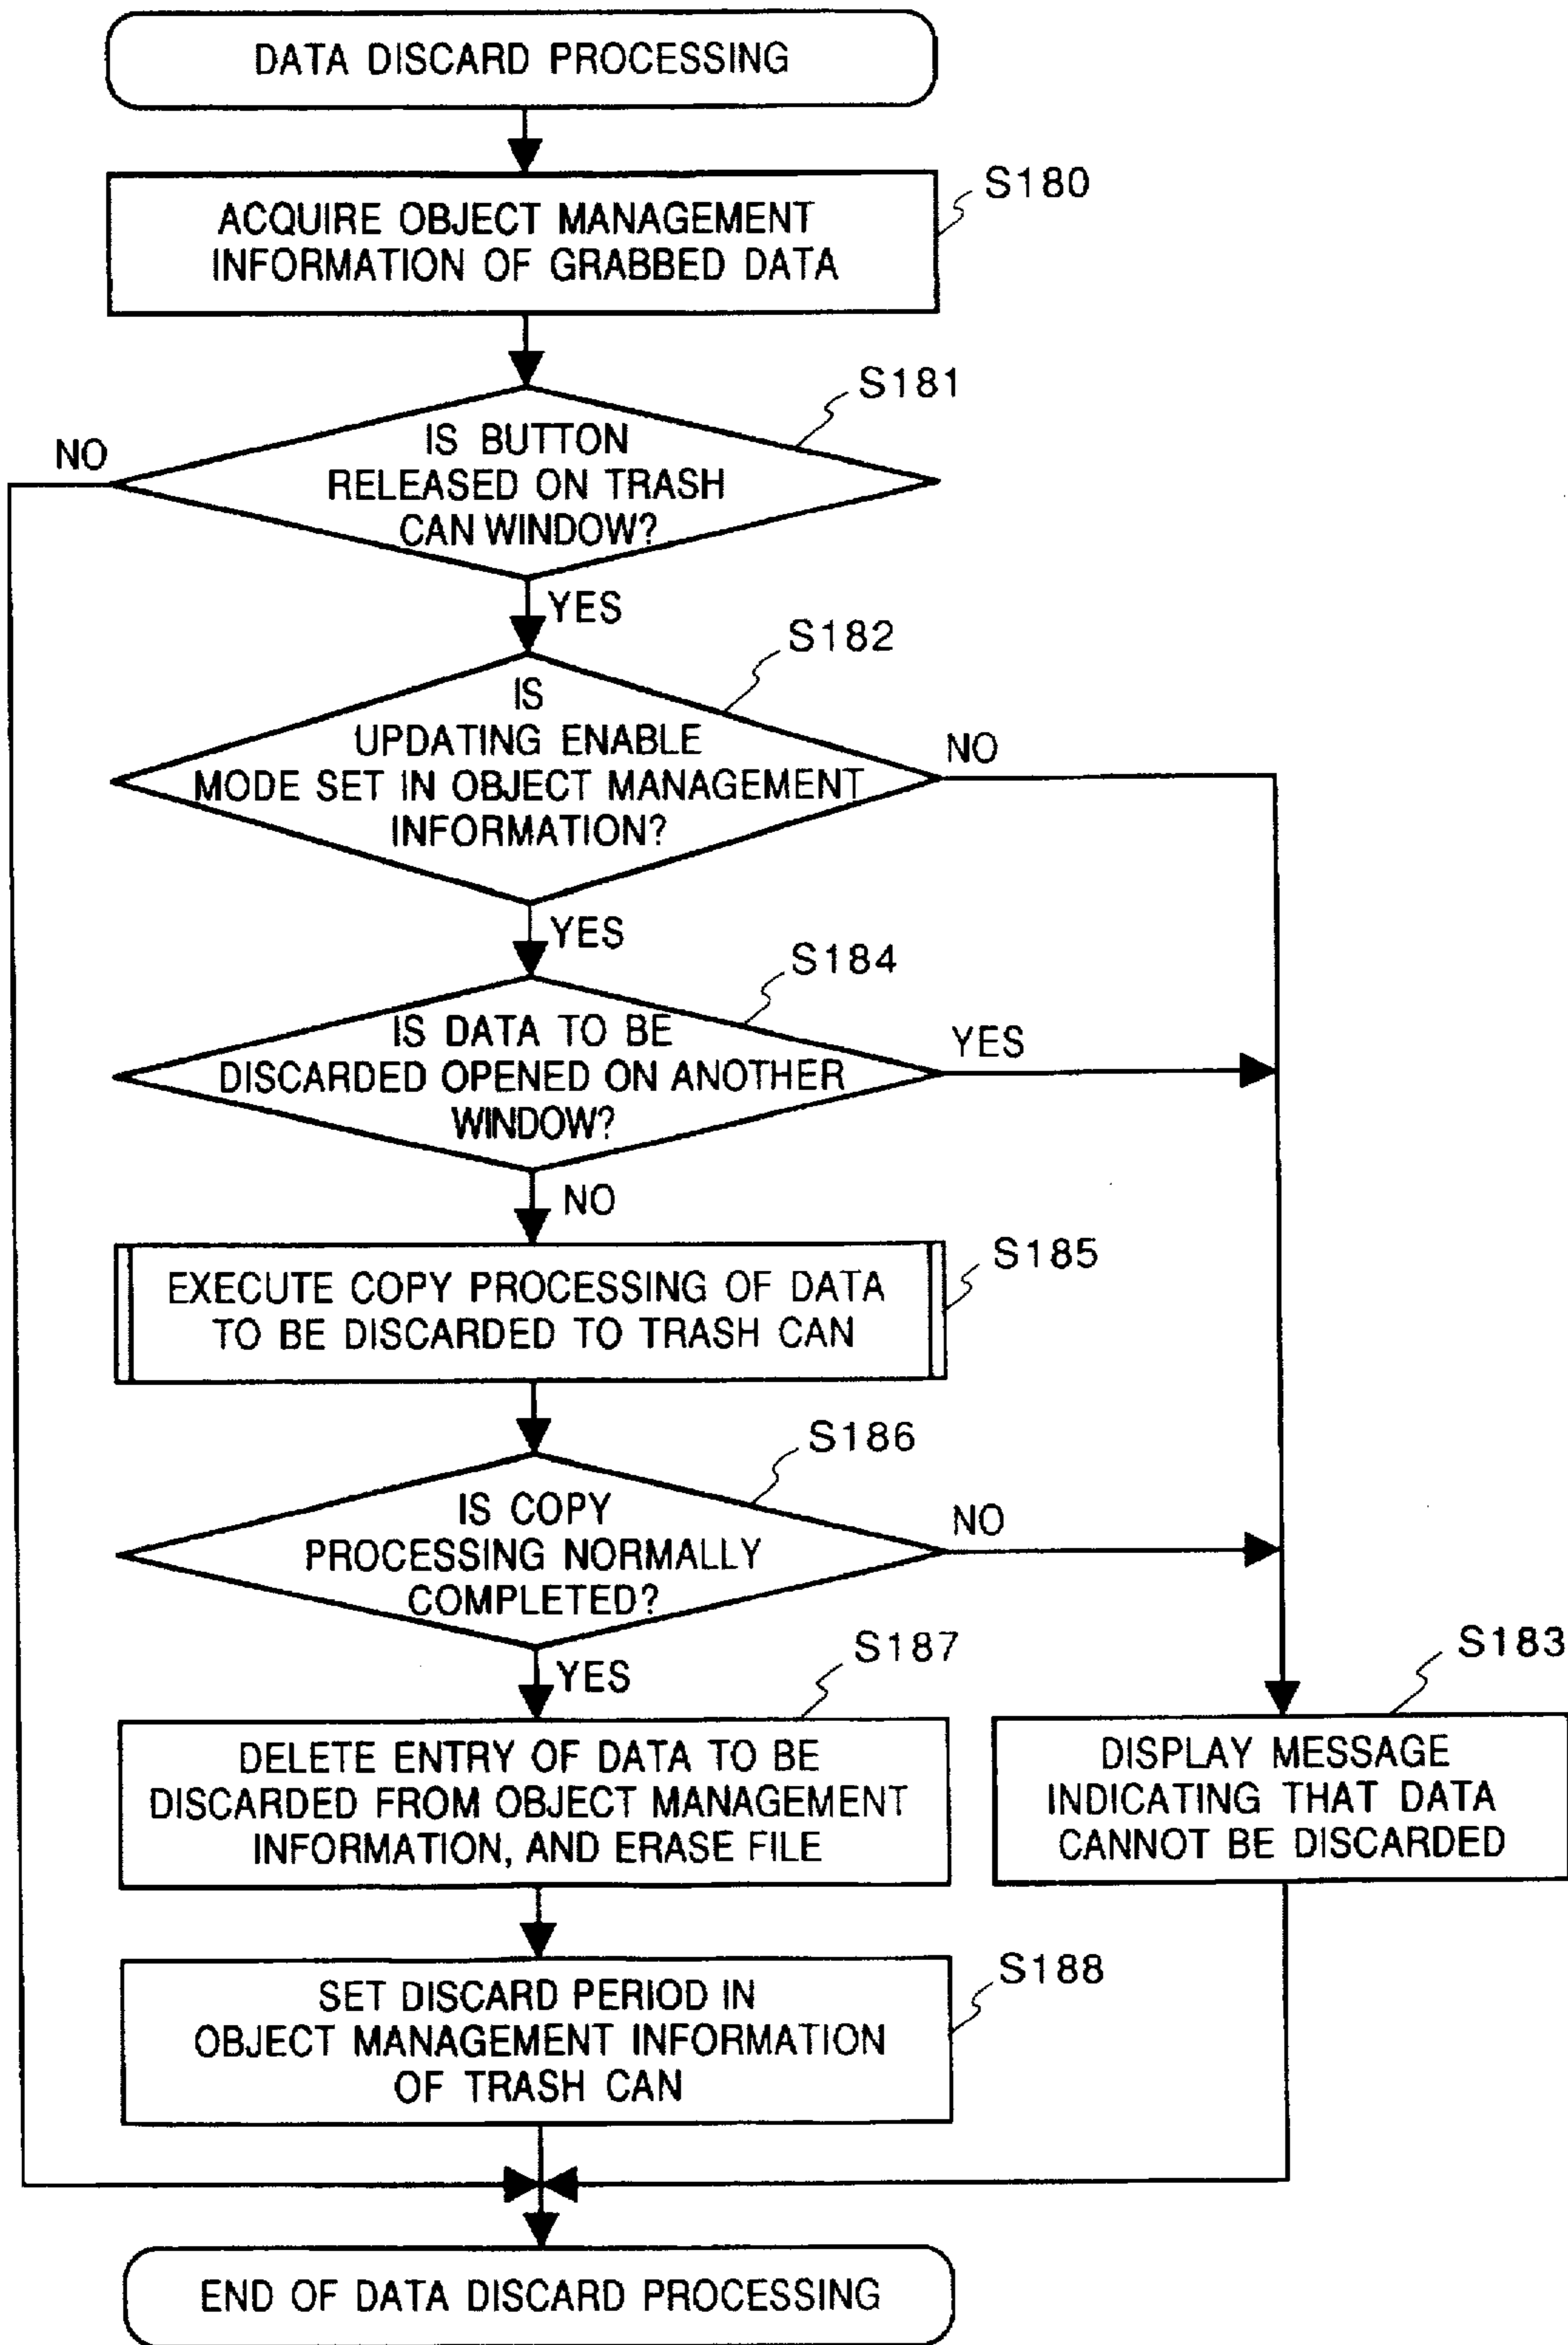 DATA DISCARD PROCESSING
S180
ACQUIRE OBJECT MANAGEMENT
INFORMATION OF GRABBED DATA
S181
NO
IS BUTTON
RELEASED ON TRASH
CAN WINDOW?
YES
S182
IS
UPDATING ENABLE
MODE SET IN OBJECT MANAGEMENT
INFORMATION?
NO
YES
S184
IS DATA TO BE
DISCARDED OPENED ON ANOTHER
WINDOW?
YES
NO
S185
EXECUTE COPY PROCESSING OF DATA
TO BE DISCARDED TO TRASH CAN
S186
IS COPY
PROCESSING NORMALLY
COMPLETED?
NO
YES
S187
DELETE ENTRY OF DATA TO BE
DISCARDED FROM OBJECT MANAGEMENT
INFORMATION, AND ERASE FILE
S183
DISPLAY MESSAGE
INDICATING THAT DATA
CANNOT BE DISCARDED
S188
SET DISCARD PERIOD IN
OBJECT MANAGEMENT INFORMATION
OF TRASH CAN
END OF DATA DISCARD PROCESSING